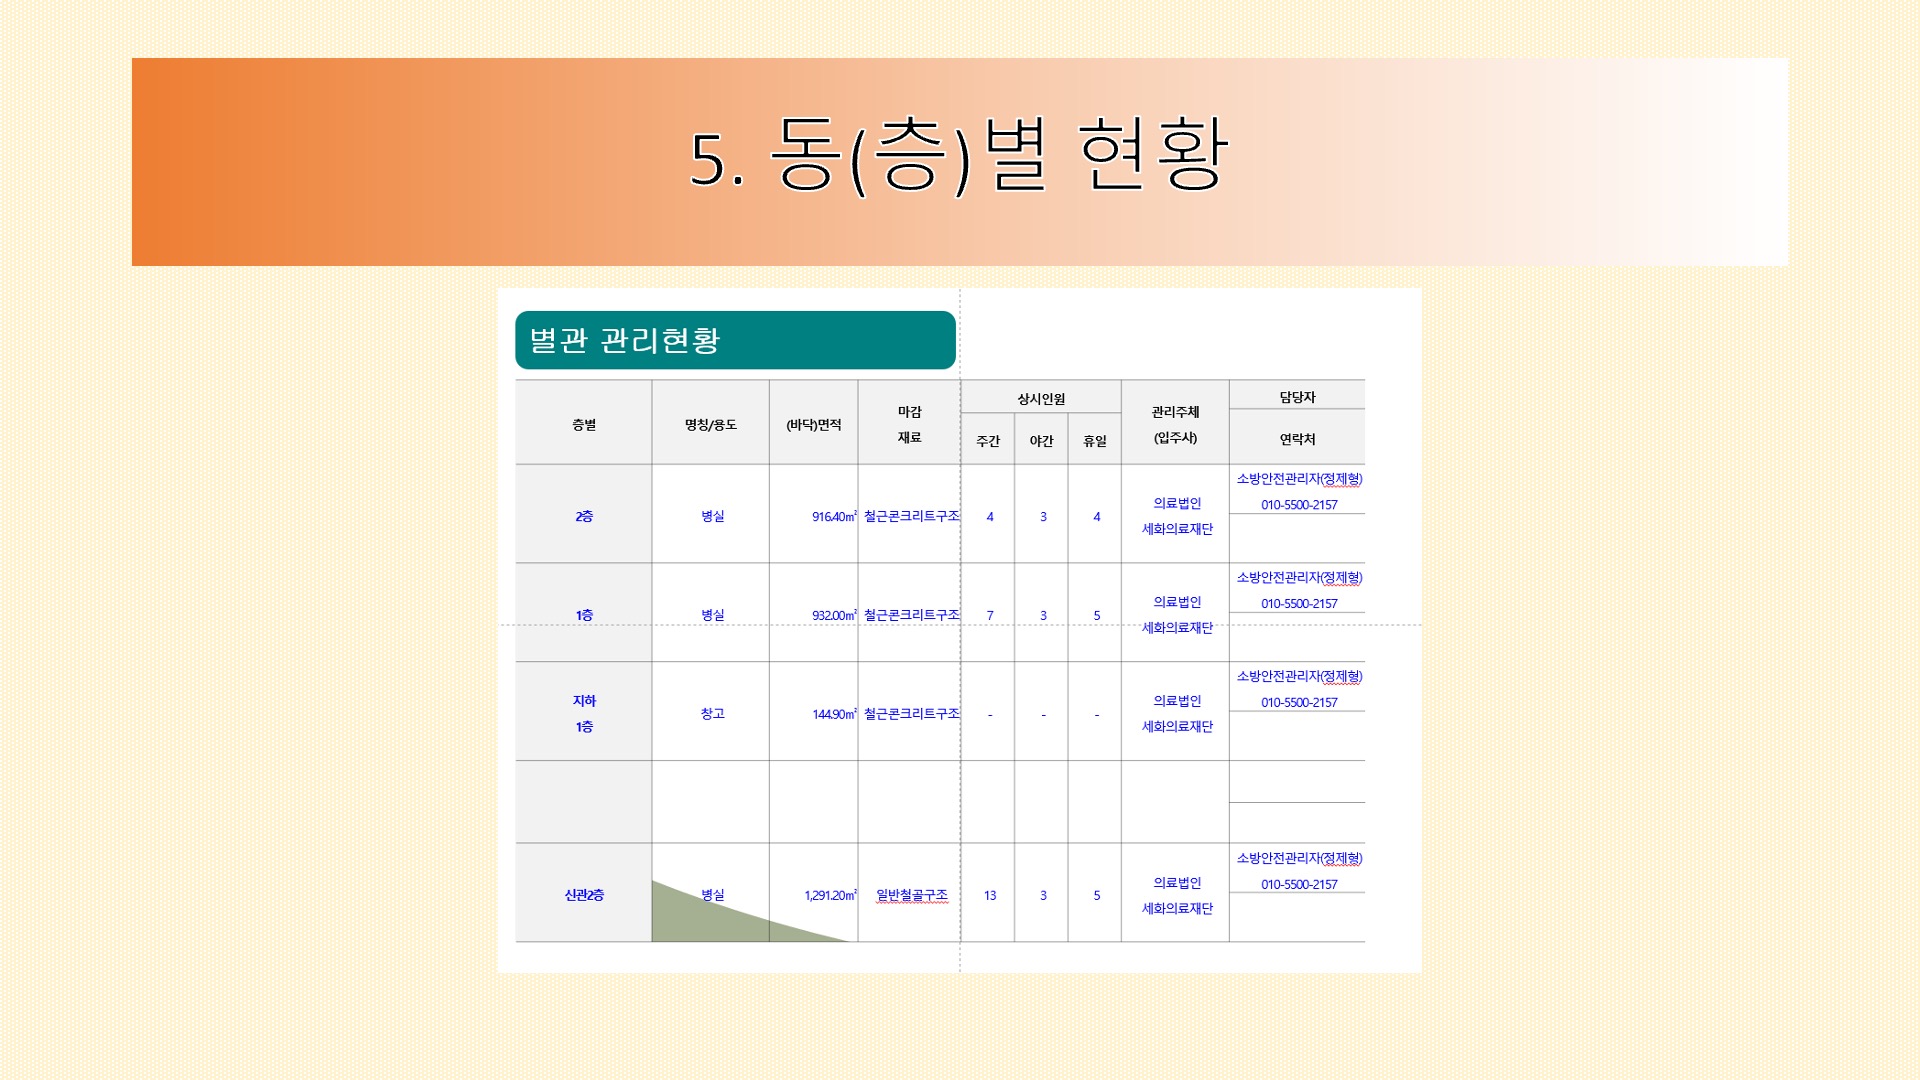 5. 동(층)별 현황
별관 관리현황
층별 명칭/용도 (바닥)면적 마감 재료 상시인원 관리주체 (입주사) 담당자
주간 야간 휴일 연락처
2층 병실 916.40㎡ 철근콘크리트구조 4 3 4 의료법인 세화의료재단 소방안전관리자(정제형) 010-5500-2157
1층 병실 932.00㎡ 철근콘크리트구조 7 3 5 의료법인 세화의료재단 소방안전관리자(정제형) 010-5500-2157
지하 1층 창고 144.90㎡ 철근콘크리트구조 - - - 의료법인 세화의료재단 소방안전관리자(정제형) 010-5500-2157
신관2층 병실 1,291.20㎡ 일반철골구조 13 3 5 의료법인 세화의료재단 소방안전관리자(정제형) 010-5500-2157